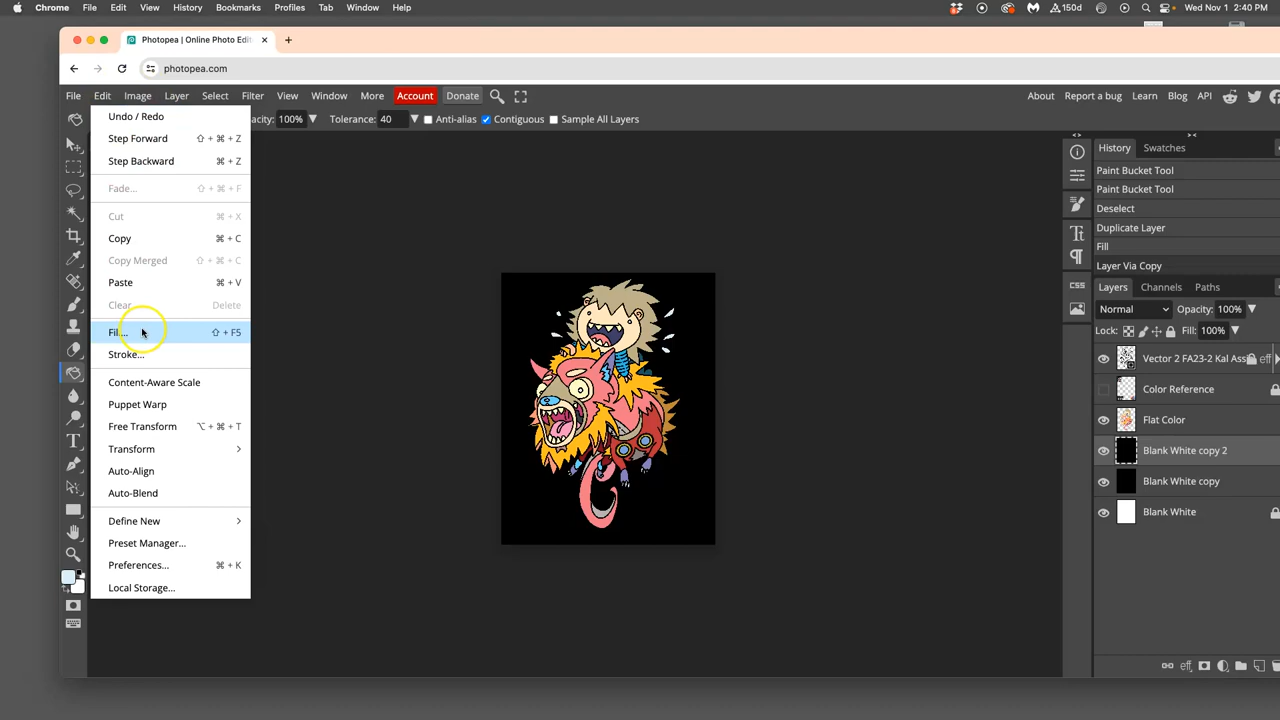 Chrome File Edit View History Bookmarks Profiles Tab Window Help 150d Wed Nov 1 2:40 PM
Photopea | Online Photo Edit
photopea.com
File Edit Image Layer Select Filter View Window More Account Donate About Report a bug Learn Blog API
acity: 100% Tolerance: 40 Anti-alias Contiguous Sample All Layers
Undo / Redo
Step Forward ⇧ + ⌘ + Z
Step Backward ⌘ + Z
Fade... ⇧ + ⌘ + F
Cut ⌘ + X
Copy ⌘ + C
Copy Merged ⇧ + ⌘ + C
Paste ⌘ + V
Clear Delete
Fill... ⇧ + F5
Stroke...
Content-Aware Scale
Puppet Warp
Free Transform ⌥ + ⌘ + T
Transform
Auto-Align
Auto-Blend
Define New
Preset Manager...
Preferences... ⌘ + K
Local Storage...
History Swatches
Paint Bucket Tool
Paint Bucket Tool
Deselect
Duplicate Layer
Fill
Layer Via Copy
Layers Channels Paths
Normal Opacity: 100%
Lock: Fill: 100%
Vector 2 FA23-2 Kal Ass eff
Color Reference
Flat Color
Blank White copy 2
Blank White copy
Blank White
CSS
eff